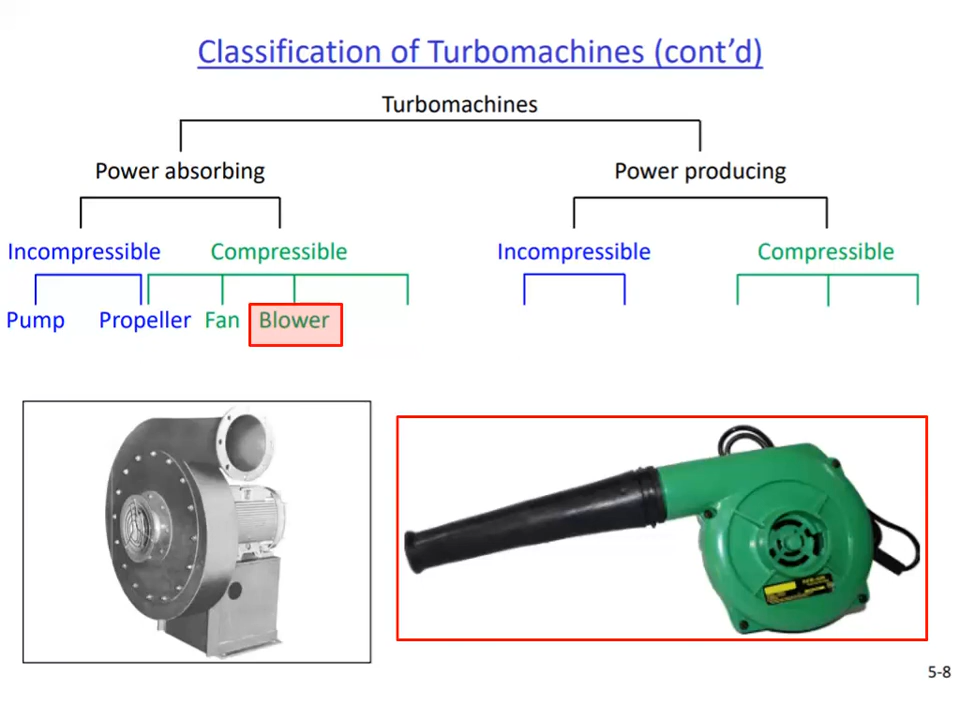 Classification of Turbomachines (cont’d)
Turbomachines
Power absorbing Power producing
Incompressible Compressible Incompressible Compressible
Pump Propeller Fan Blower
5-8